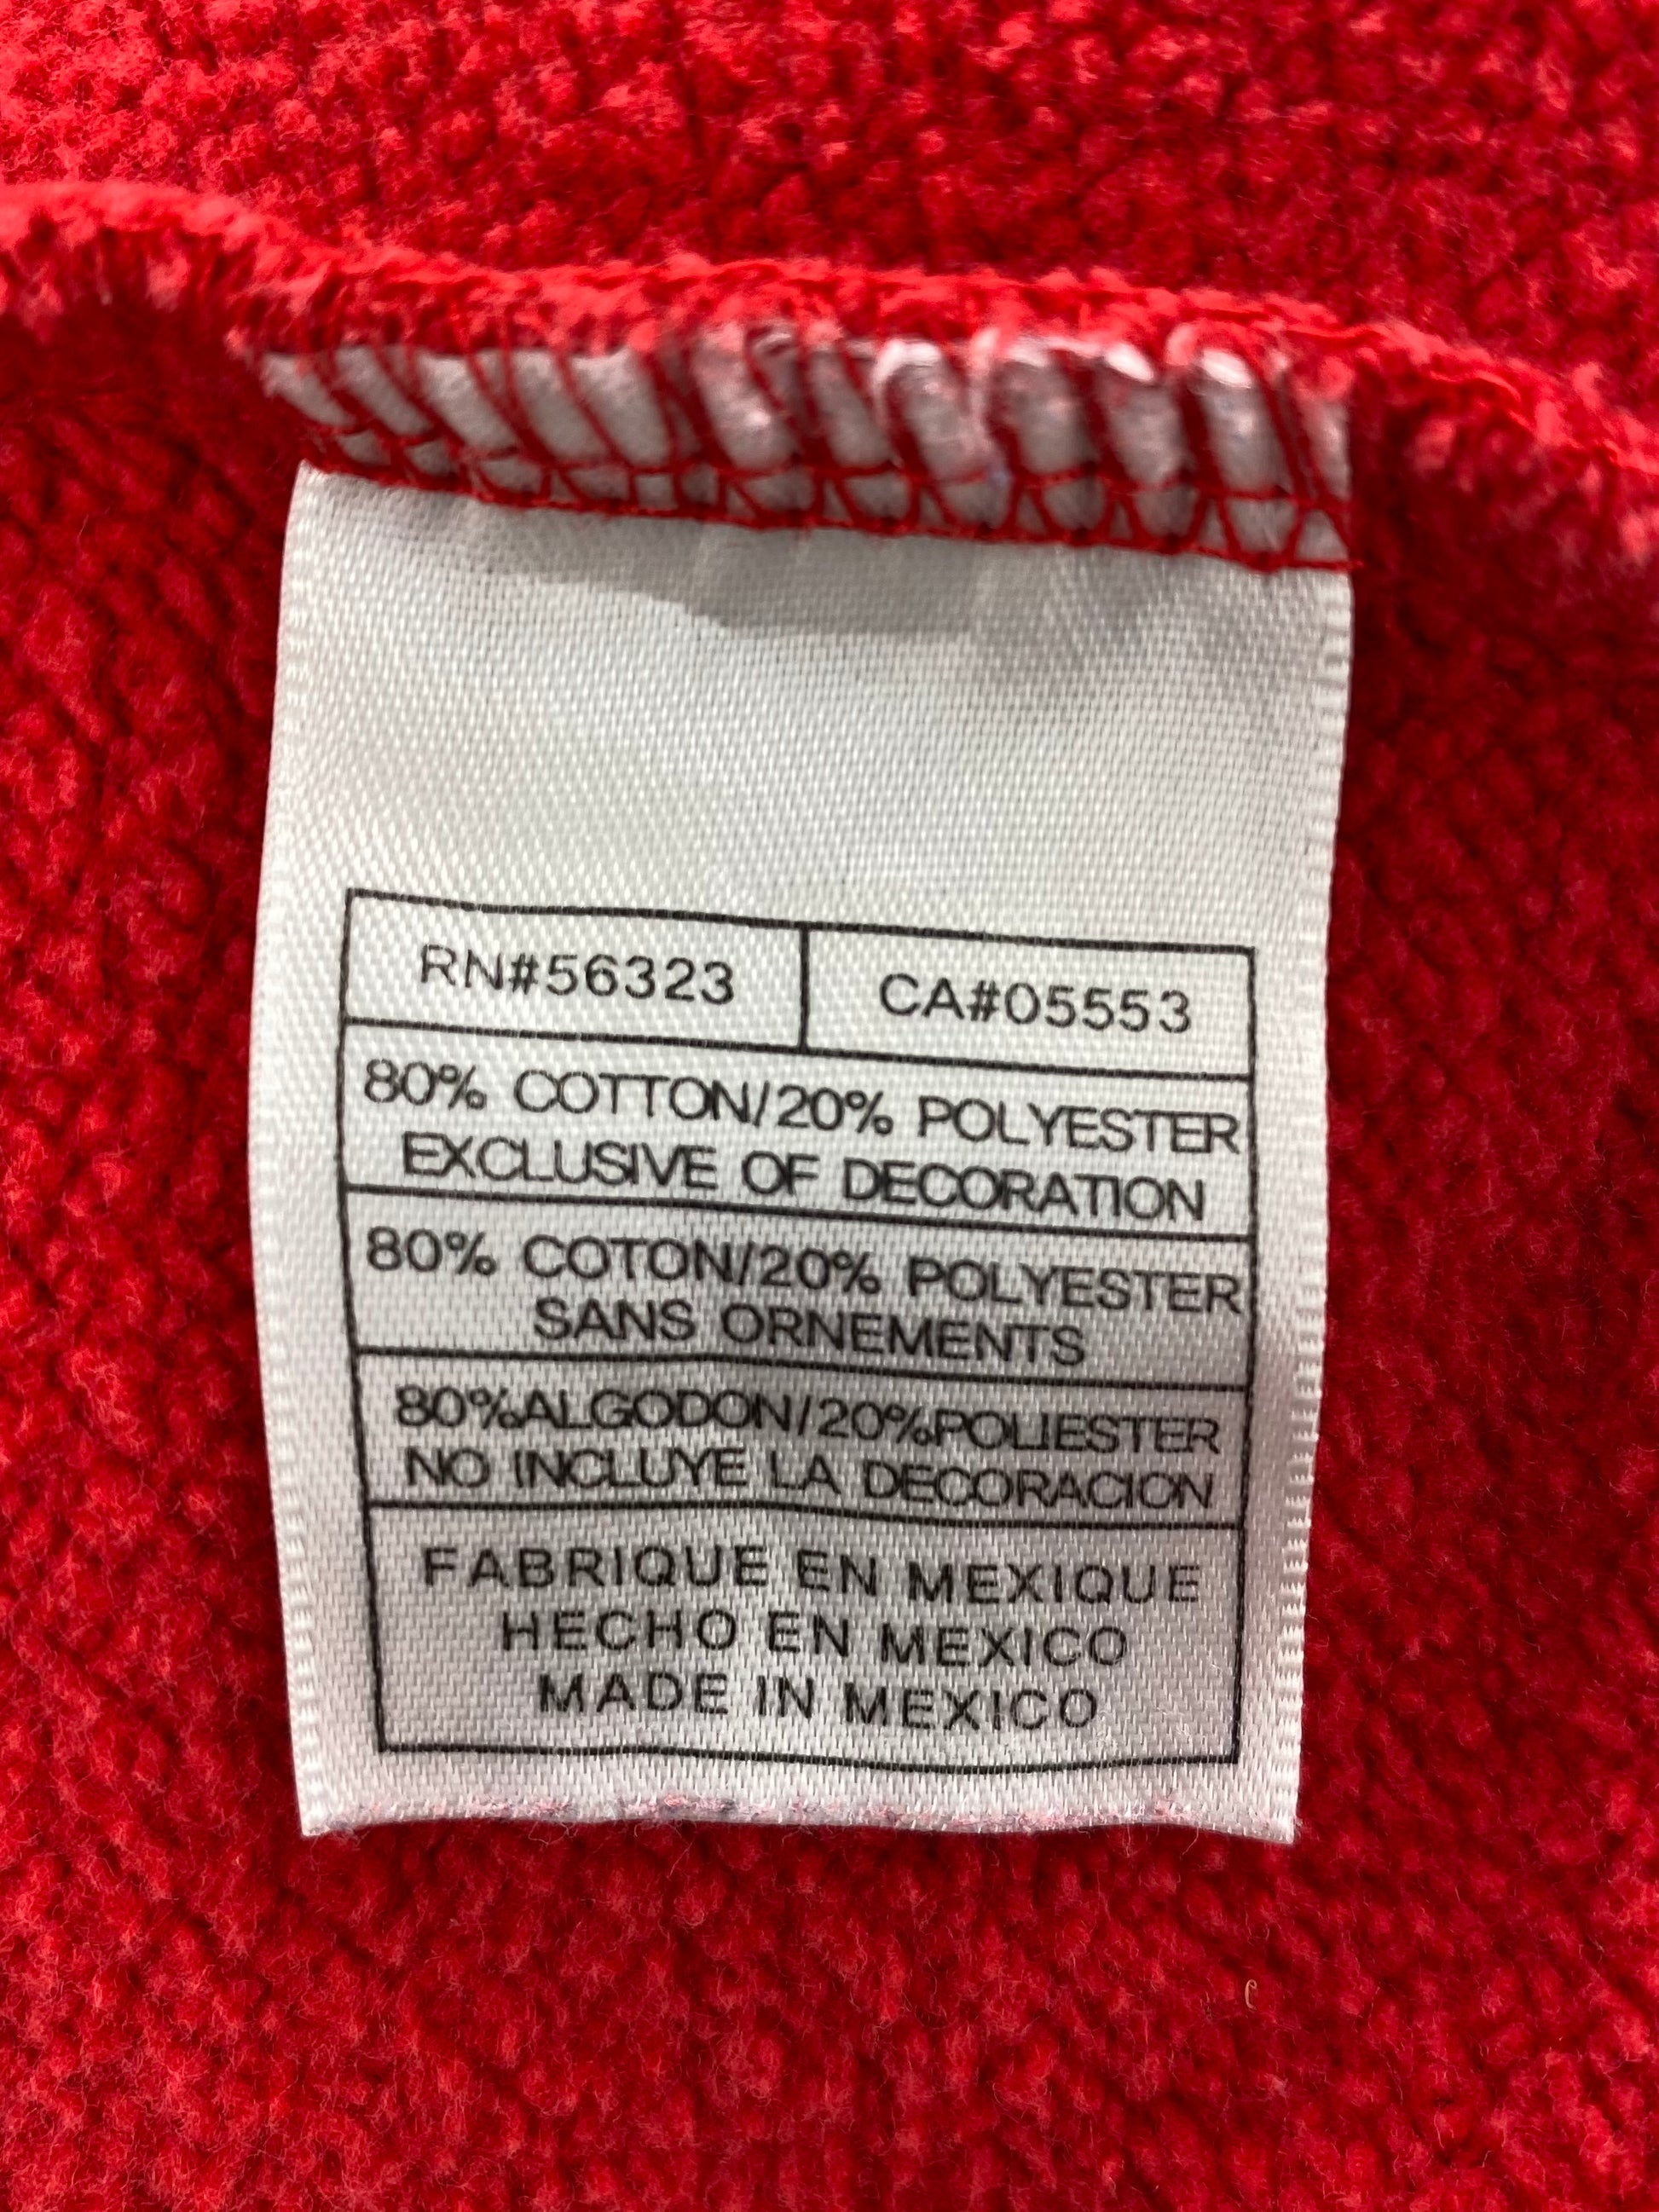 RN#56323 CA#05553
80% COTTON/20% POLYESTER
EXCLUSIVE OF DECORATION
80% COTON/20% POLYESTER
SANS ORNEMENTS
80%ALGODON/20%POLIESTER
NO INCLUYE LA DECORACION
FABRIQUE EN MEXIQUE
HECHO EN MEXICO
MADE IN MEXICO